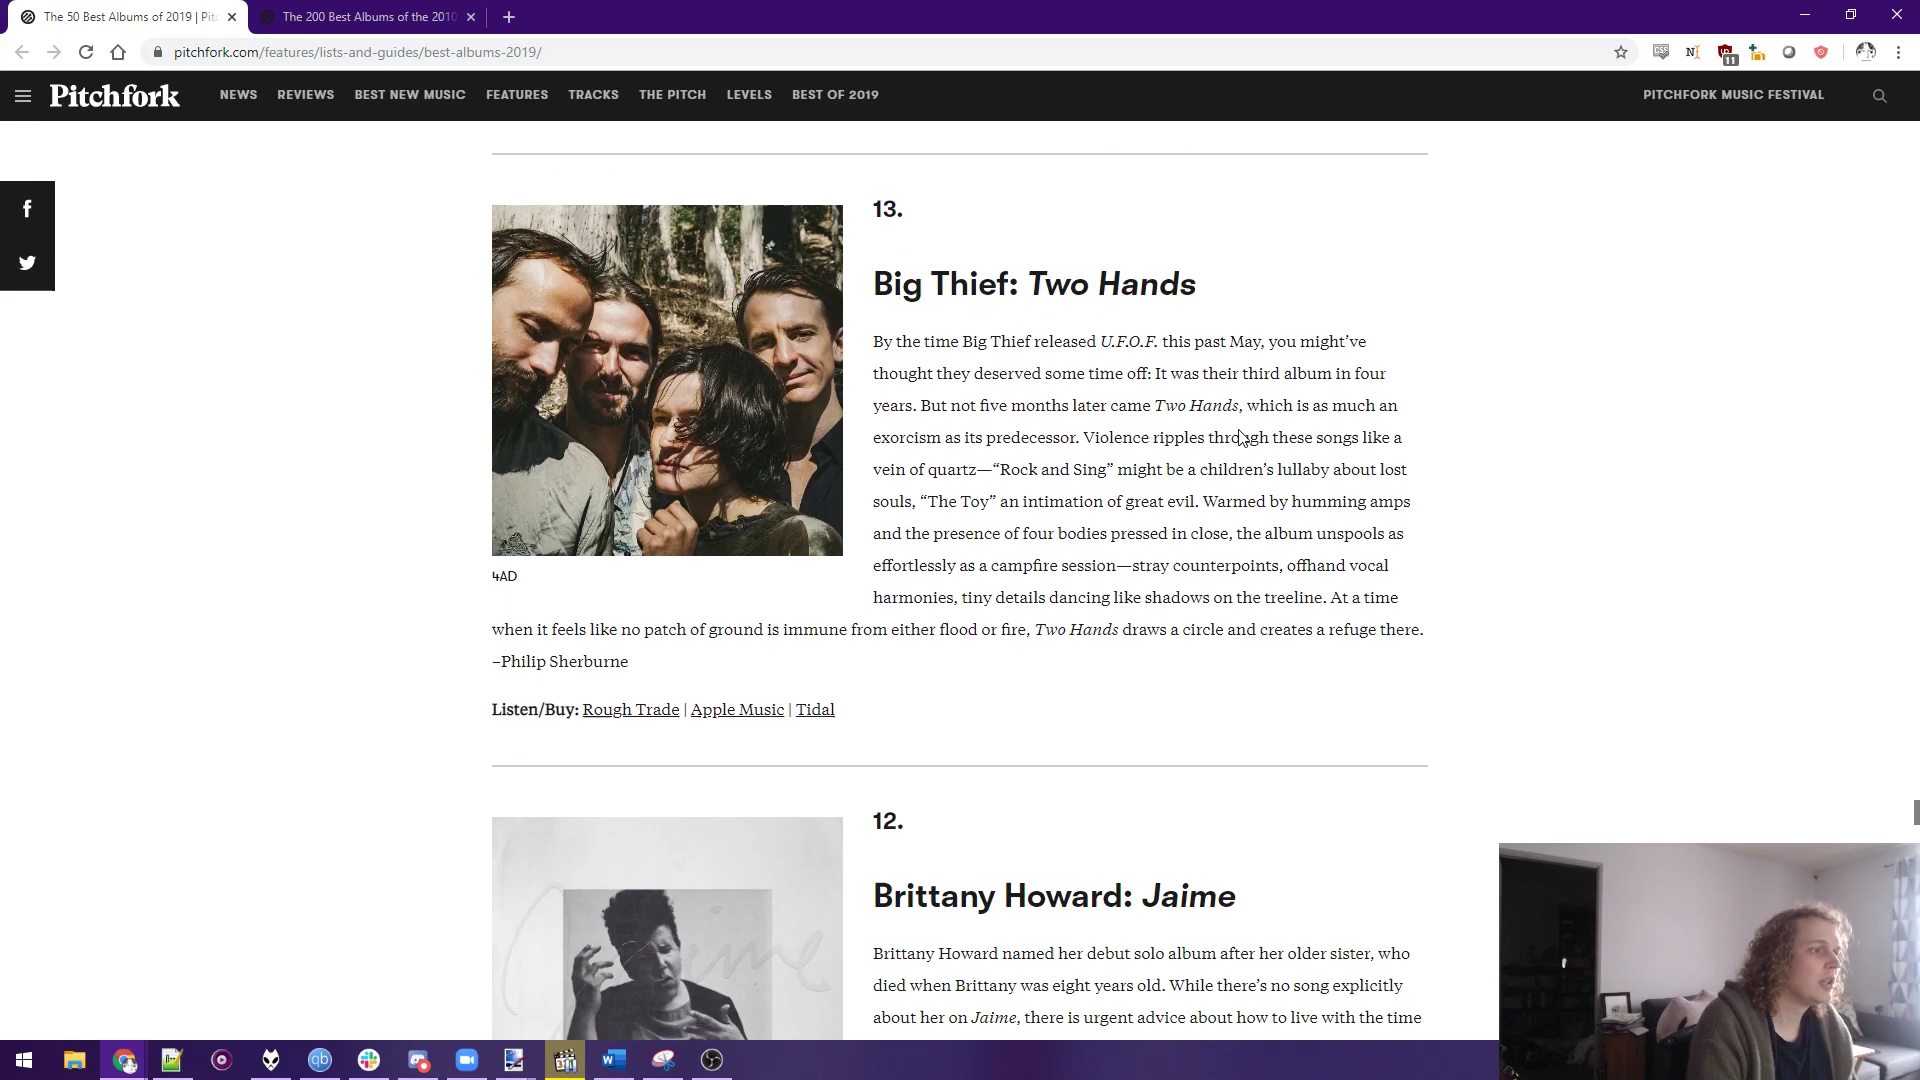 The 50 Best Albums of 2019 | Pitc
The 200 Best Albums of the 2010
pitchfork.com/features/lists-and-guides/best-albums-2019/
11
Pitchfork
NEWS REVIEWS BEST NEW MUSIC FEATURES TRACKS THE PITCH LEVELS BEST OF 2019
PITCHFORK MUSIC FESTIVAL
13.
Big Thief: Two Hands
By the time Big Thief released U.F.O.F. this past May, you might’ve
thought they deserved some time off: It was their third album in four
years. But not five months later came Two Hands, which is as much an
exorcism as its predecessor. Violence ripples through these songs like a
vein of quartz—“Rock and Sing” might be a children’s lullaby about lost
souls, “The Toy” an intimation of great evil. Warmed by humming amps
and the presence of four bodies pressed in close, the album unspools as
effortlessly as a campfire session—stray counterpoints, offhand vocal
harmonies, tiny details dancing like shadows on the treeline. At a time
4AD
when it feels like no patch of ground is immune from either flood or fire, Two Hands draws a circle and creates a refuge there.
–Philip Sherburne
Listen/Buy: Rough Trade | Apple Music | Tidal
12.
Brittany Howard: Jaime
Brittany Howard named her debut solo album after her older sister, who
died when Brittany was eight years old. While there’s no song explicitly
about her on Jaime, there is urgent advice about how to live with the time